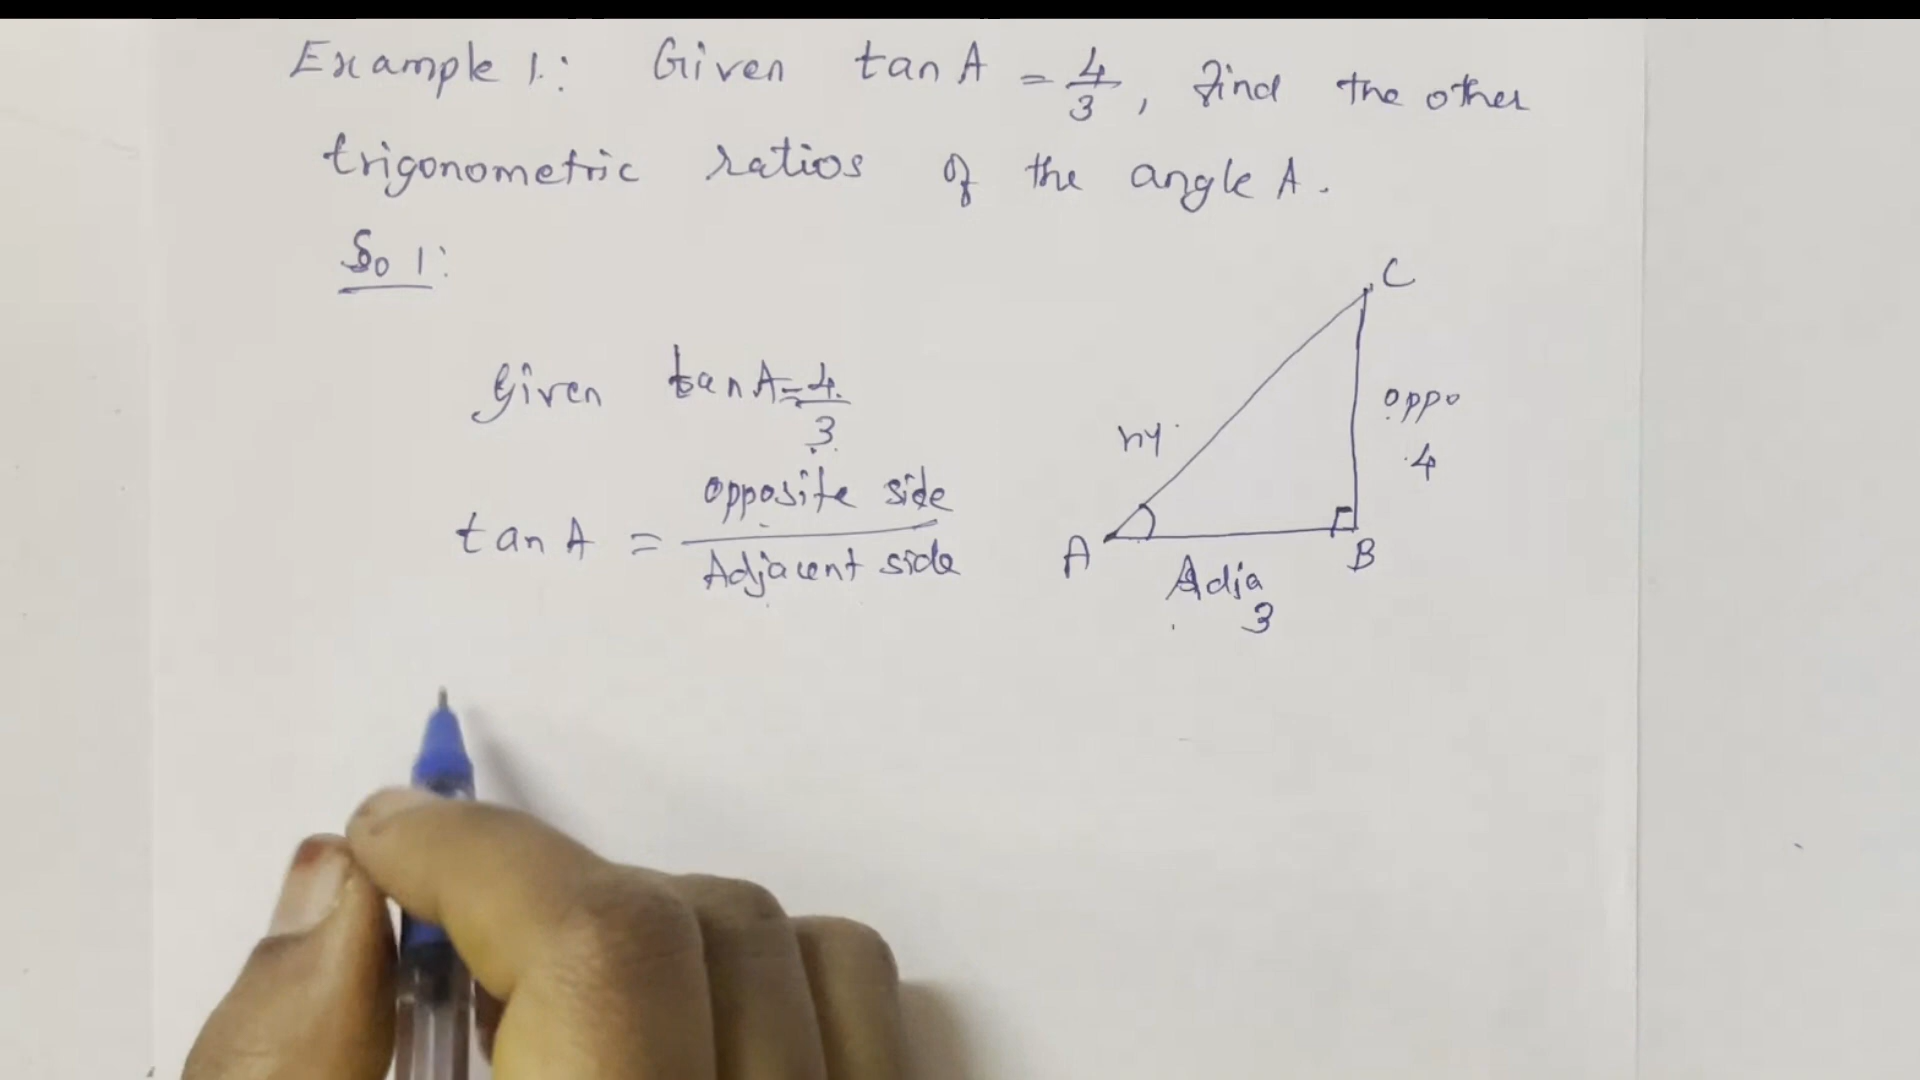 Example 1.: Given tan A = 4/3, find the other
trigonometric ratios of the angle A.
Sol:
Given tan A = 4/3
tan A = opposite side / Adjacent side
C
oppo
4
hy
A
B
Adja
3